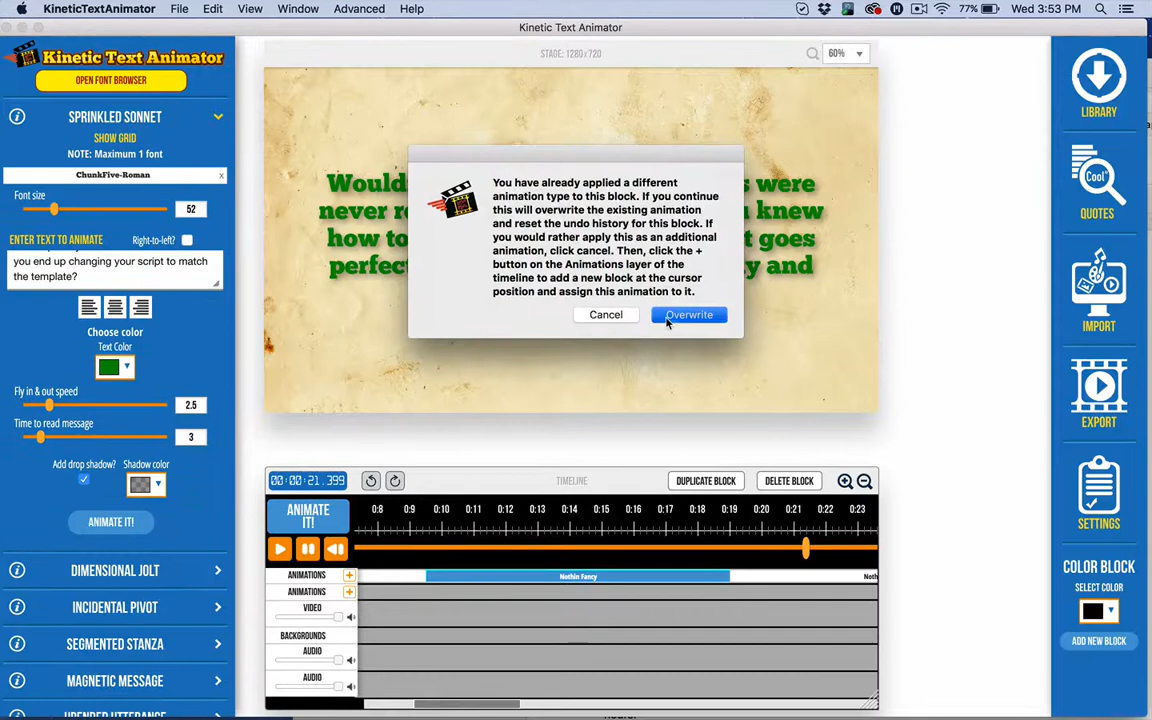 KineticTextAnimator File Edit View Window Advanced Help
77% Wed 3:53 PM
Kinetic Text Animator
Kinetic Text Animator
OPEN FONT BROWSER
SPRINKLED SONNET
SHOW GRID
NOTE: Maximum 1 font
ChunkFive-Roman x
Font size
52
ENTER TEXT TO ANIMATE Right-to-left?
you end up changing your script to match
the template?
Choose color
Text Color
Fly in & out speed
2.5
Time to read message
3
Add drop shadow? Shadow color
ANIMATE IT!
DIMENSIONAL JOLT
INCIDENTAL PIVOT
SEGMENTED STANZA
MAGNETIC MESSAGE
UPENDED UTTERANCE
STAGE: 1280x720
60%
Would s were
never r u knew
how to t goes
perfec y and
You have already applied a different
animation type to this block. If you continue
this will overwrite the existing animation
and reset the undo history for this block. If
you would rather apply this as an additional
animation, click cancel. Then, click the +
button on the Animations layer of the
timeline to add a new block at the cursor
position and assign this animation to it.
Cancel Overwrite
00:00:21.399 TIMELINE DUPLICATE BLOCK DELETE BLOCK
ANIMATE
IT!
0:8 0:9 0:10 0:11 0:12 0:13 0:14 0:15 0:16 0:17 0:18 0:19 0:20 0:21 0:22 0:23
ANIMATIONS + Nothin Fancy Noth
ANIMATIONS +
VIDEO
BACKGROUNDS
AUDIO
AUDIO
LIBRARY
Cool"
QUOTES
IMPORT
EXPORT
SETTINGS
COLOR BLOCK
SELECT COLOR
ADD NEW BLOCK